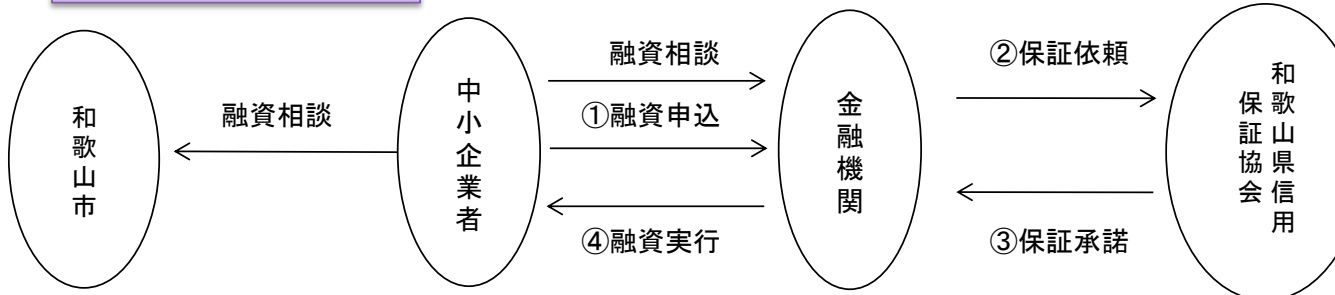 和歌山市
融資相談
中小企業者
融資相談
①融資申込
④融資実行
金融機関
②保証依頼
③保証承諾
和歌山県信用
保証協会